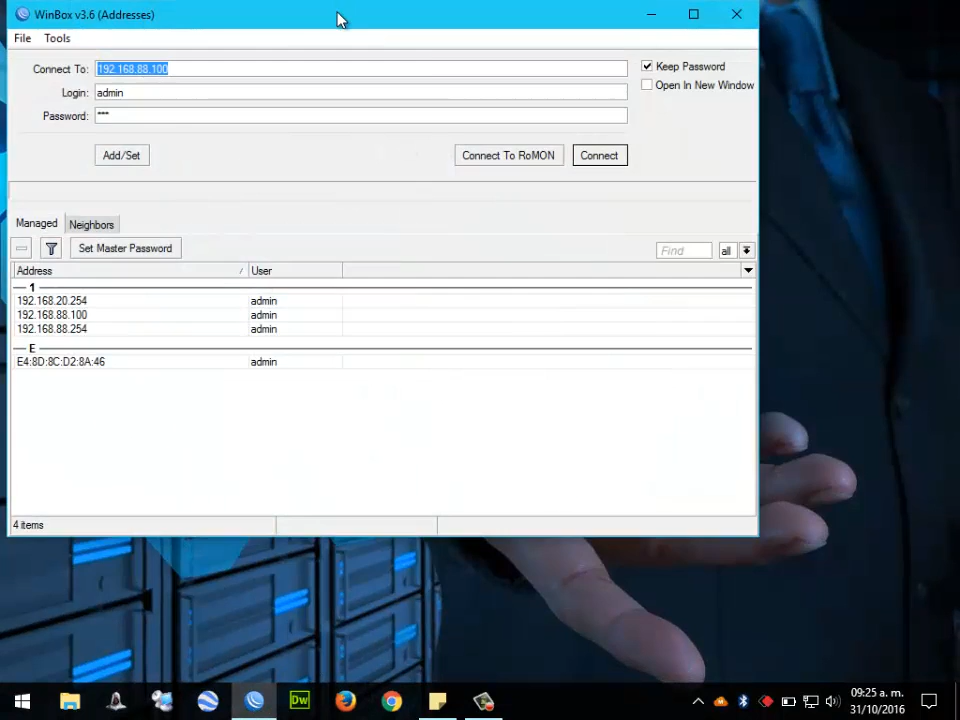 WinBox v3.6 (Addresses)
File Tools
Connect To: 192.168.88.100
Keep Password
Open In New Window
Login: admin
Password: ***
Add/Set Connect To RoMON Connect
Managed Neighbors
Set Master Password Find all
Address / User
1
192.168.20.254 admin
192.168.88.100 admin
192.168.88.254 admin
E
E4:8D:8C:D2:8A:46 admin
4 items
Dw
09:25 a. m.
31/10/2016